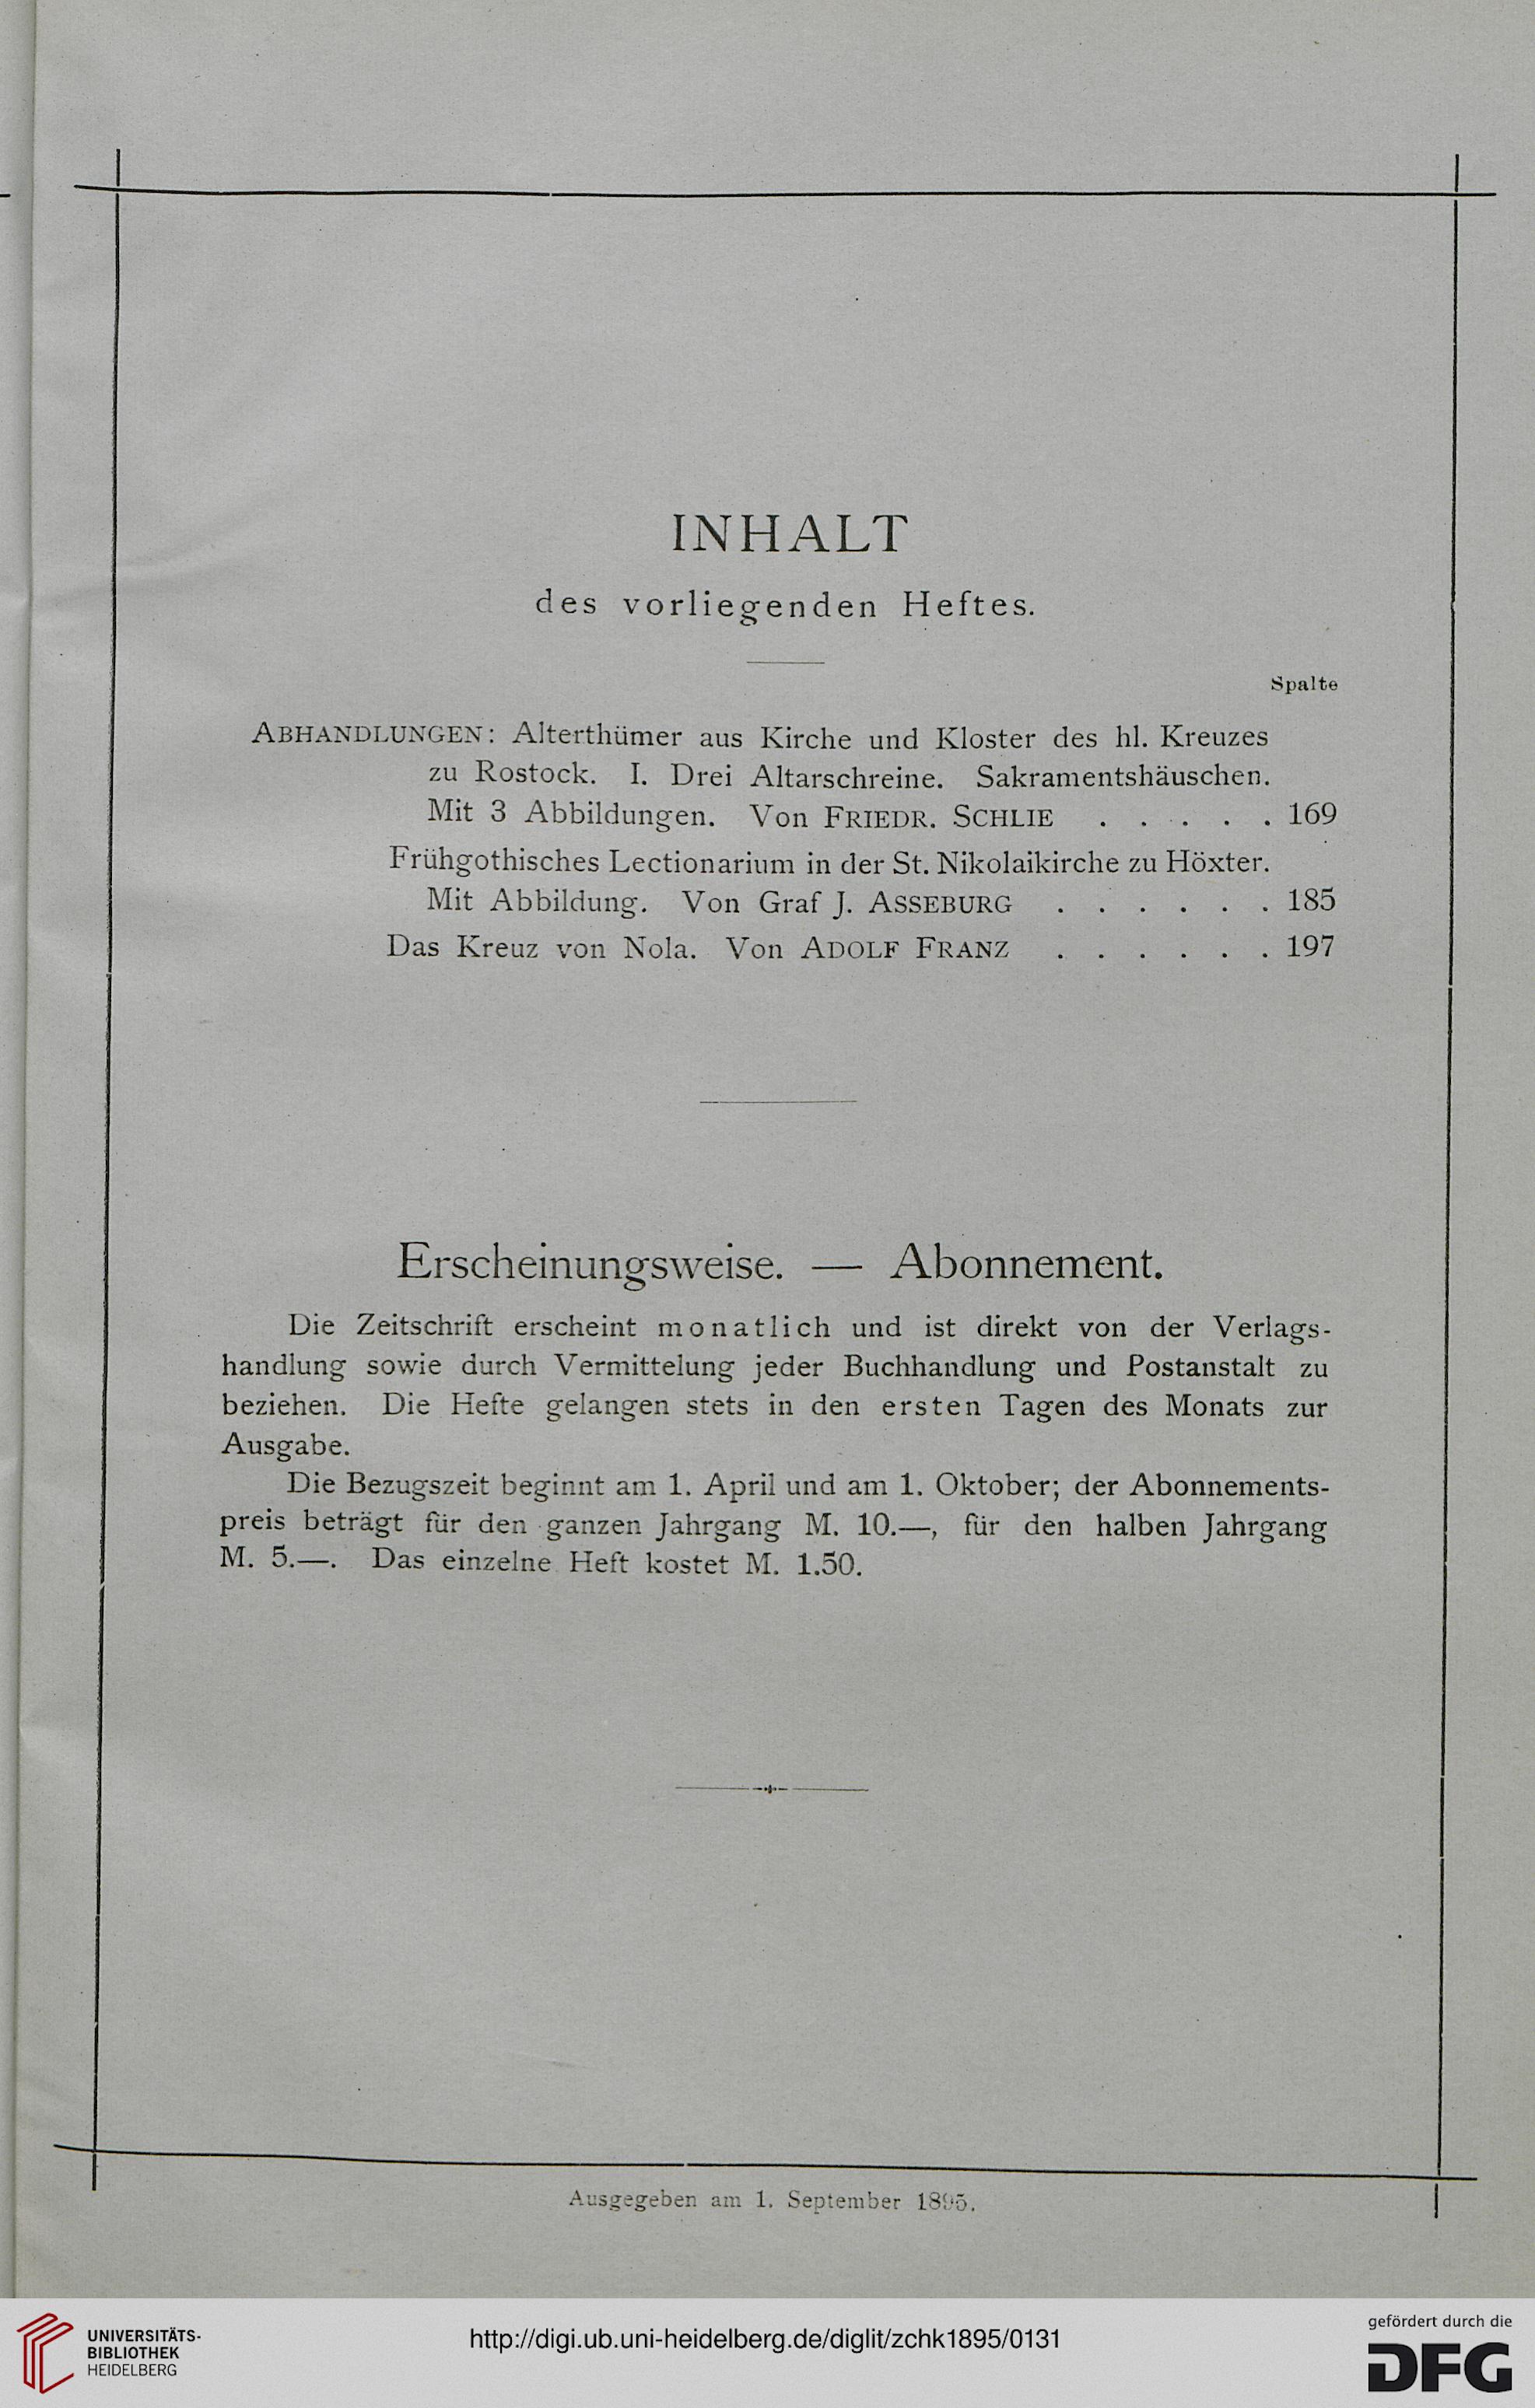 INHALT
des vorliegenden Heftes.
Spalte
ABHANDLUNGEN: Alterthümer aus Kirche und Kloster des hl. Kreuzes
zu Rostock. I. Drei Altarschreine. Sakramentshäuschen.
Mit 3 Abbildungen. Von FRIEDR. SCHLIE . . . . . 169
Frühgothisches Lectionarium in der St. Nikolaikirche zu Höxter.
Mit Abbildung. Von Graf J. ASSEBURG . . . . . . 185
Das Kreuz von Nola. Von ADOLF FRANZ . . . . . . 197
Erscheinungsweise. — Abonnement.
Die Zeitschrift erscheint monatlich und ist direkt von der Verlags-
handlung sowie durch Vermittelung jeder Buchhandlung und Postanstalt zu
beziehen. Die Hefte gelangen stets in den ersten Tagen des Monats zur
Ausgabe.
Die Bezugszeit beginnt am 1. April und am 1. Oktober; der Abonnements-
preis beträgt für den ganzen Jahrgang M. 10.—, für den halben Jahrgang
M. 5.—. Das einzelne Heft kostet M. 1.50.
Ausgegeben am 1. September 1895.
UNIVERSITÄTS-
BIBLIOTHEK
HEIDELBERG
http://digi.ub.uni-heidelberg.de/diglit/zchk1895/0131
gefördert durch die
DFG